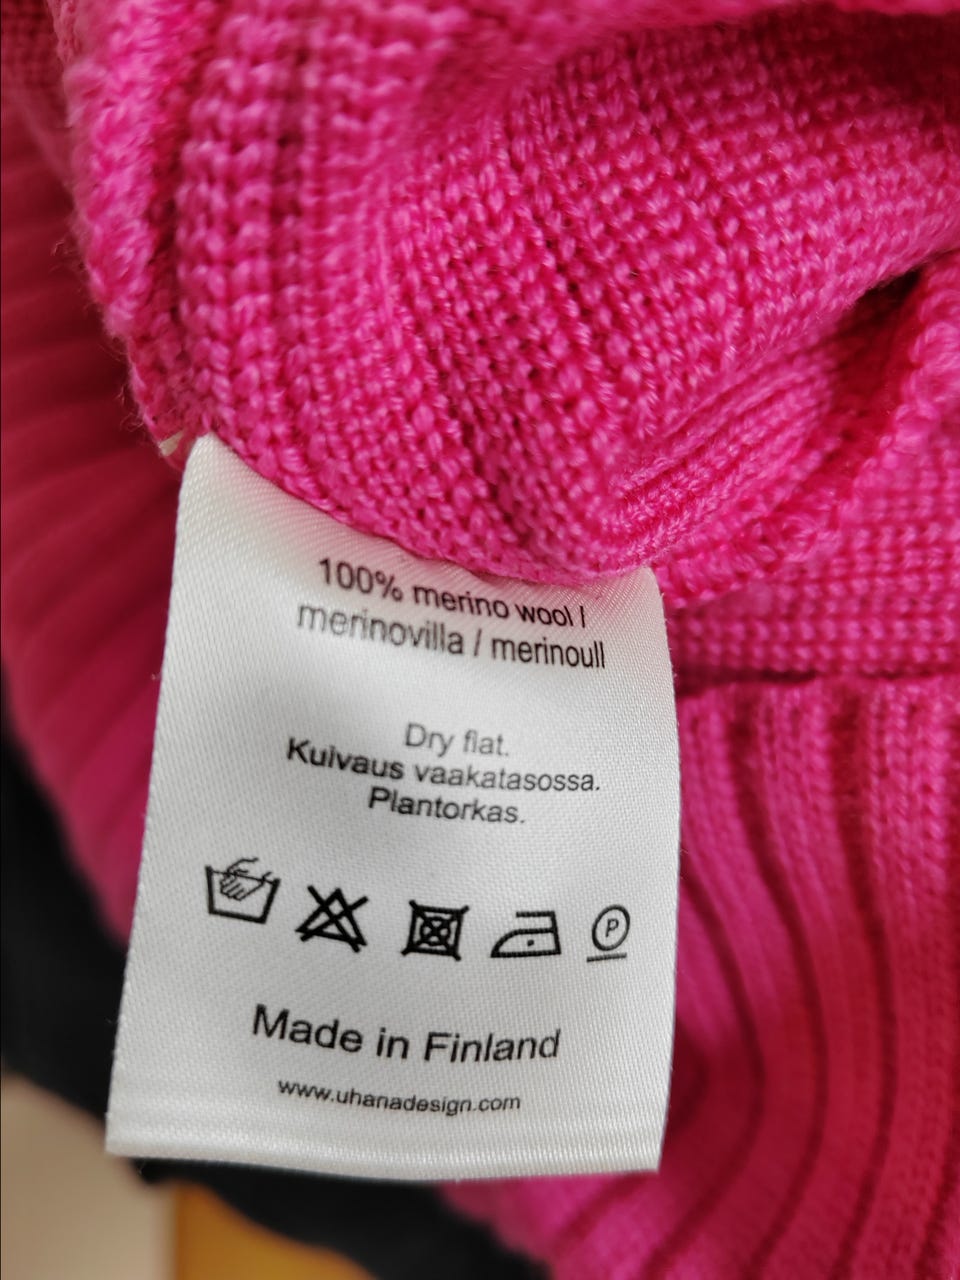 100% merino wool /
merinovilla / merinoull
Dry flat.
Kuivaus vaakatasossa.
Plantorkas.
P
Made in Finland
www.uhanadesign.com